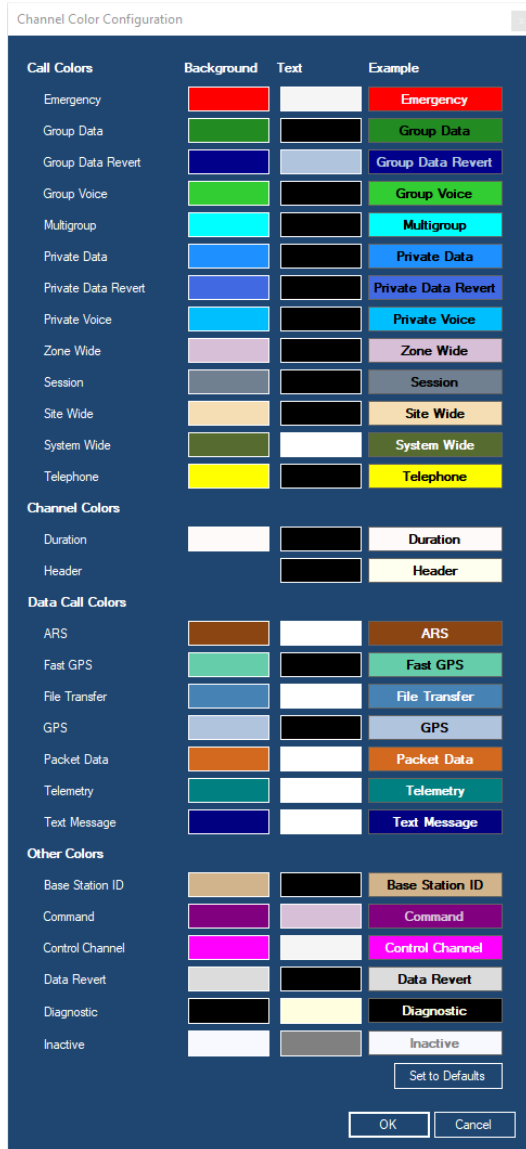 Channel Color Configuration
Call Colors Background Text Example
Emergency Emergency
Group Data Group Data
Group Data Revert Group Data Revert
Group Voice Group Voice
Multigroup Multigroup
Private Data Private Data
Private Data Revert Private Data Revert
Private Voice Private Voice
Zone Wide Zone Wide
Session Session
Site Wide Site Wide
System Wide System Wide
Telephone Telephone
Channel Colors
Duration Duration
Header Header
Data Call Colors
ARS ARS
Fast GPS Fast GPS
File Transfer File Transfer
GPS GPS
Packet Data Packet Data
Telemetry Telemetry
Text Message Text Message
Other Colors
Base Station ID Base Station ID
Command Command
Control Channel Control Channel
Data Revert Data Revert
Diagnostic Diagnostic
Inactive Inactive
Set to Defaults
OK Cancel